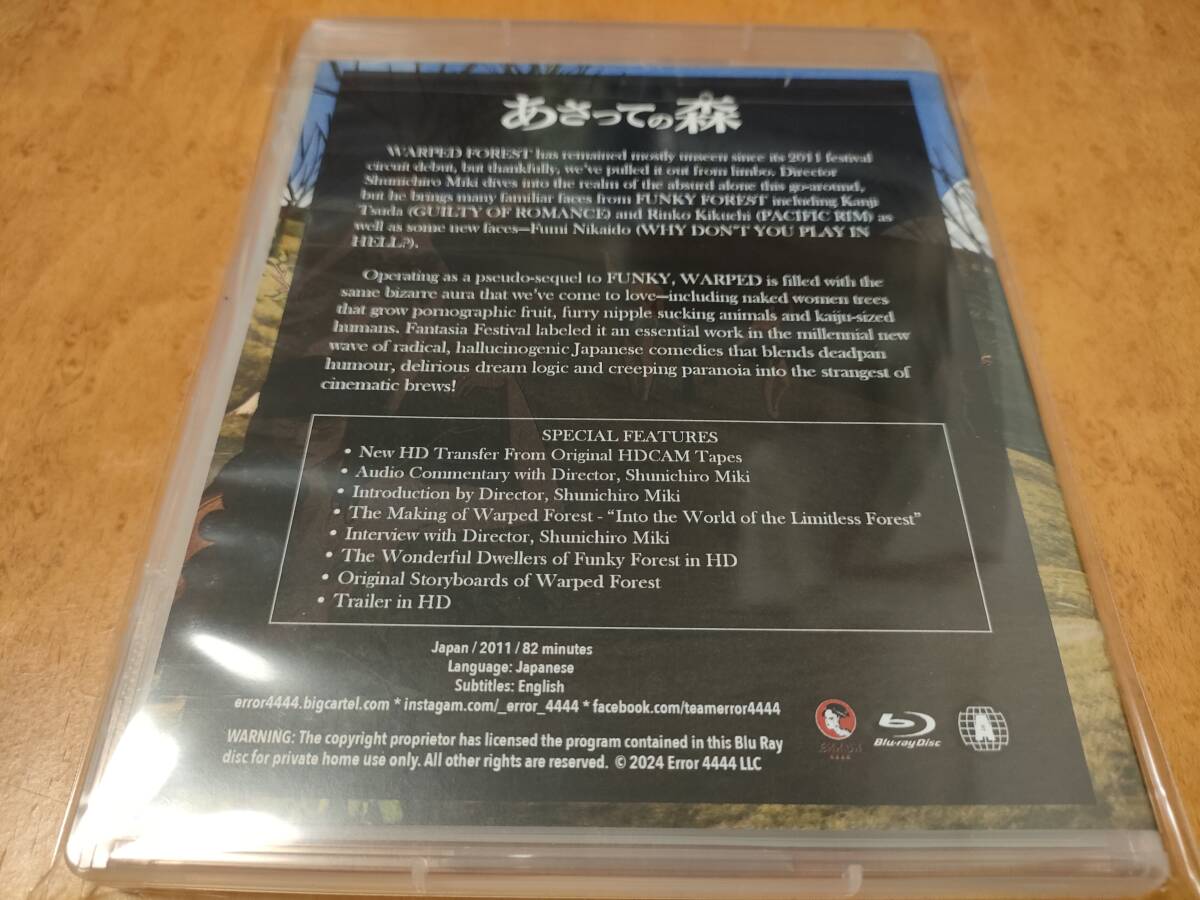 あさっての森
WARPED FOREST has remained mostly unseen since its 2011 festival
circuit debut, but thankfully, we've pulled it out from limbo. Director
Shunichiro Miki dives into the realm of the absurd alone this go-around,
but he brings many familiar faces from FUNKY FOREST including Kanji
Tsuda (GUILTY OF ROMANCE) and Rinko Kikuchi (PACIFIC RIM) as
well as some new faces—Fumi Nikaido (WHY DON'T YOU PLAY IN
HELL?).
Operating as a pseudo-sequel to FUNKY, WARPED is filled with the
same bizarre aura that we've come to love—including naked women trees
that grow pornographic fruit, furry nipple sucking animals and kaiju-sized
humans. Fantasia Festival labeled it an essential work in the millennial new
wave of radical, hallucinogenic Japanese comedies that blends deadpan
humour, delirious dream logic and creeping paranoia into the strangest of
cinematic brews!
SPECIAL FEATURES
• New HD Transfer From Original HDCAM Tapes
• Audio Commentary with Director, Shunichiro Miki
• Introduction by Director, Shunichiro Miki
• The Making of Warped Forest - “Into the World of the Limitless Forest”
• Interview with Director, Shunichiro Miki
• The Wonderful Dwellers of Funky Forest in HD
• Original Storyboards of Warped Forest
• Trailer in HD
Japan / 2011 / 82 minutes
Language: Japanese
Subtitles: English
error4444.bigcartel.com * instagam.com/_error_4444 * facebook.com/teamerror4444
WARNING: The copyright proprietor has licensed the program contained in this Blu Ray
disc for private home use only. All other rights are reserved. © 2024 Error 4444 LLC
ERROR
4444
Blu-ray Disc
A